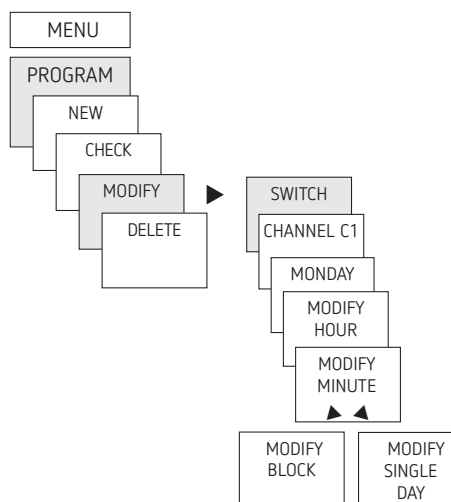 MENU
PROGRAM
NEW
CHECK
MODIFY
DELETE
SWITCH
CHANNEL C1
MONDAY
MODIFY
HOUR
MODIFY
MINUTE
MODIFY
BLOCK
MODIFY
SINGLE
DAY